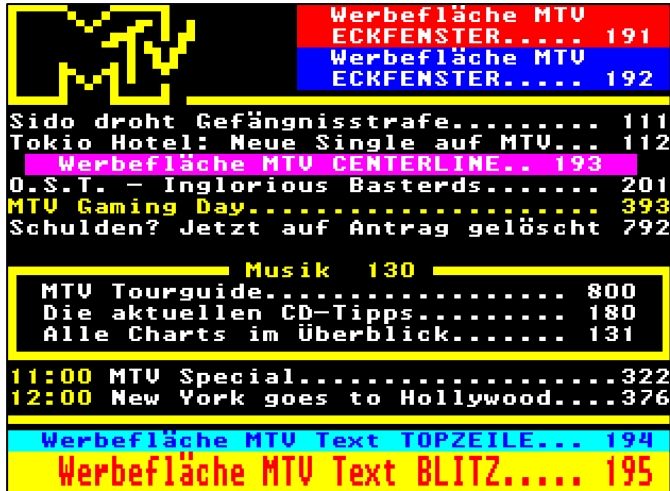 MTV
Werbefläche MTV
ECKFENSTER..... 191
Werbefläche MTV
ECKFENSTER..... 192
Sido droht Gefängnisstrafe......... 111
Tokio Hotel: Neue Single auf MTV... 112
Werbefläche MTV CENTERLINE.. 193
O.S.T. – Inglorious Basterds....... 201
MTV Gaming Day.................... 393
Schulden? Jetzt auf Antrag gelöscht 792
Musik 130
MTV Tourguide.................. 800
Die aktuellen CD-Tipps......... 180
Alle Charts im Überblick....... 131
11:00 MTV Special..................322
12:00 New York goes to Hollywood....376
Werbefläche MTV Text TOPZEILE... 194
Werbefläche MTV Text BLITZ..... 195